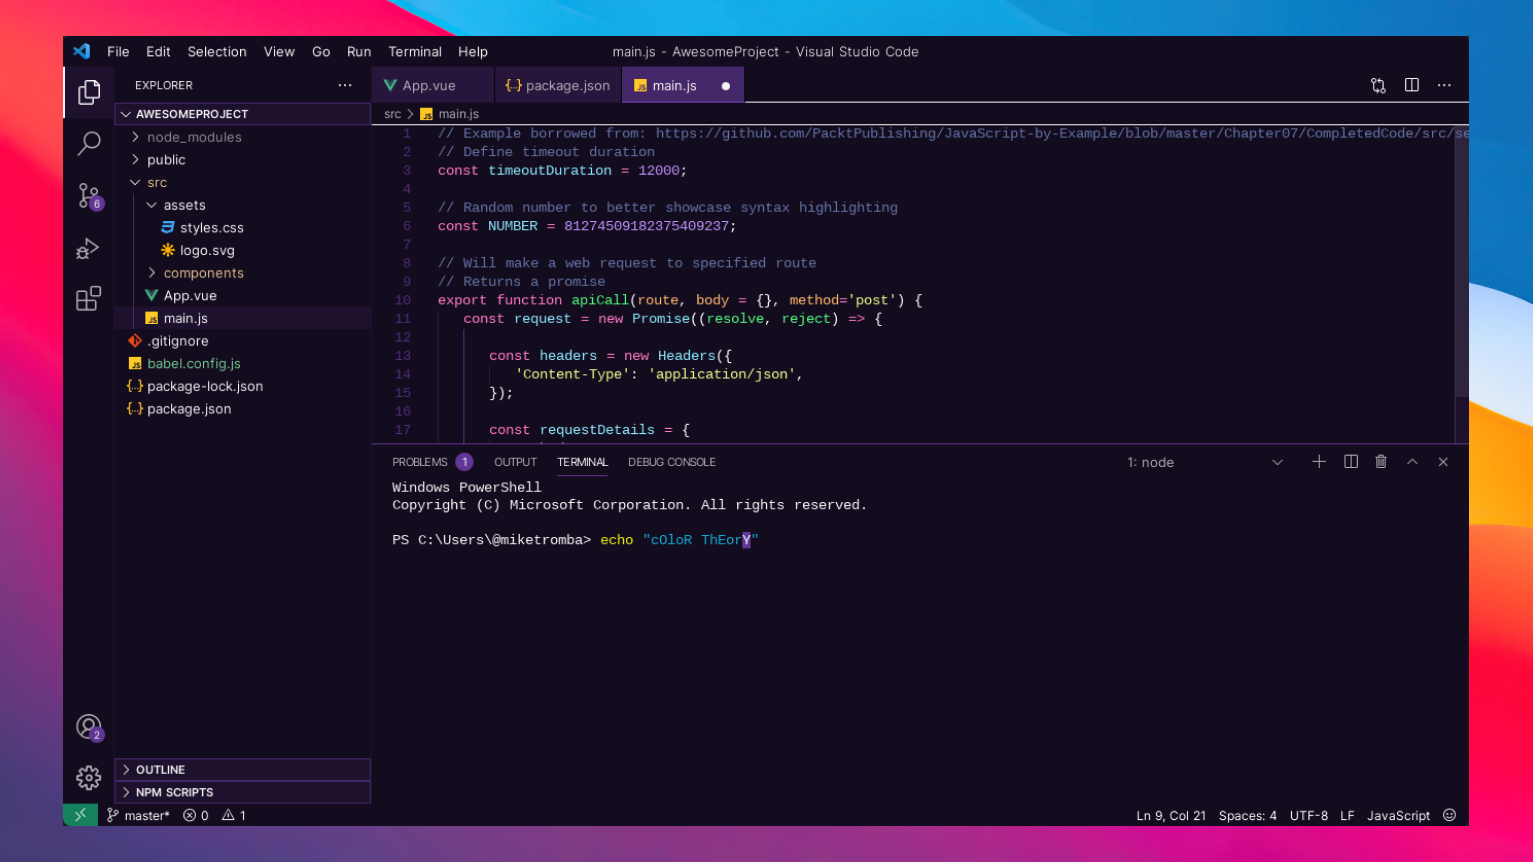 File Edit Selection View Go Run Terminal Help
main.js - AwesomeProject - Visual Studio Code
EXPLORER
AWESOMEPROJECT
node_modules
public
src
assets
styles.css
logo.svg
components
App.vue
main.js
.gitignore
babel.config.js
package-lock.json
package.json
6
2
OUTLINE
NPM SCRIPTS
App.vue
package.json
main.js
src > main.js
1 // Example borrowed from: https://github.com/PacktPublishing/JavaScript-by-Example/blob/master/Chapter07/CompletedCode/src/se
2 // Define timeout duration
3 const timeoutDuration = 12000;
4
5 // Random number to better showcase syntax highlighting
6 const NUMBER = 81274509182375409237;
7
8 // Will make a web request to specified route
9 // Returns a promise
10 export function apiCall(route, body = {}, method='post') {
11 const request = new Promise((resolve, reject) => {
12
13 const headers = new Headers({
14 'Content-Type': 'application/json',
15 });
16
17 const requestDetails = {
PROBLEMS 1 OUTPUT TERMINAL DEBUG CONSOLE
1: node
Windows PowerShell
Copyright (C) Microsoft Corporation. All rights reserved.
PS C:\Users\@miketromba> echo "cOloR ThEorY"
master* 0 1
Ln 9, Col 21 Spaces: 4 UTF-8 LF JavaScript